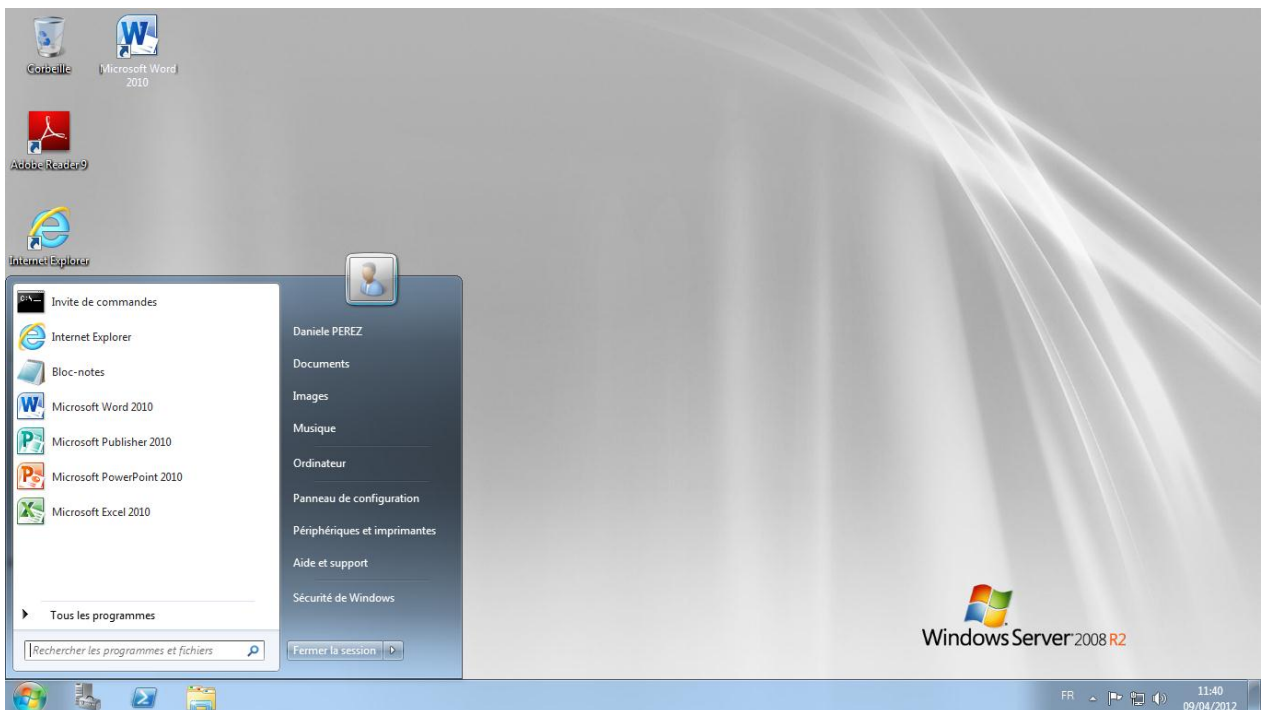 Corbeille
Microsoft Word
2010
Adobe Reader 9
Internet Explorer
Invite de commandes
Internet Explorer
Bloc-notes
Microsoft Word 2010
Microsoft Publisher 2010
Microsoft PowerPoint 2010
Microsoft Excel 2010
Tous les programmes
Rechercher les programmes et fichiers
Daniele PEREZ
Documents
Images
Musique
Ordinateur
Panneau de configuration
Périphériques et imprimantes
Aide et support
Sécurité de Windows
Fermer la session
Windows Server 2008 R2
FR
11:40
09/04/2012